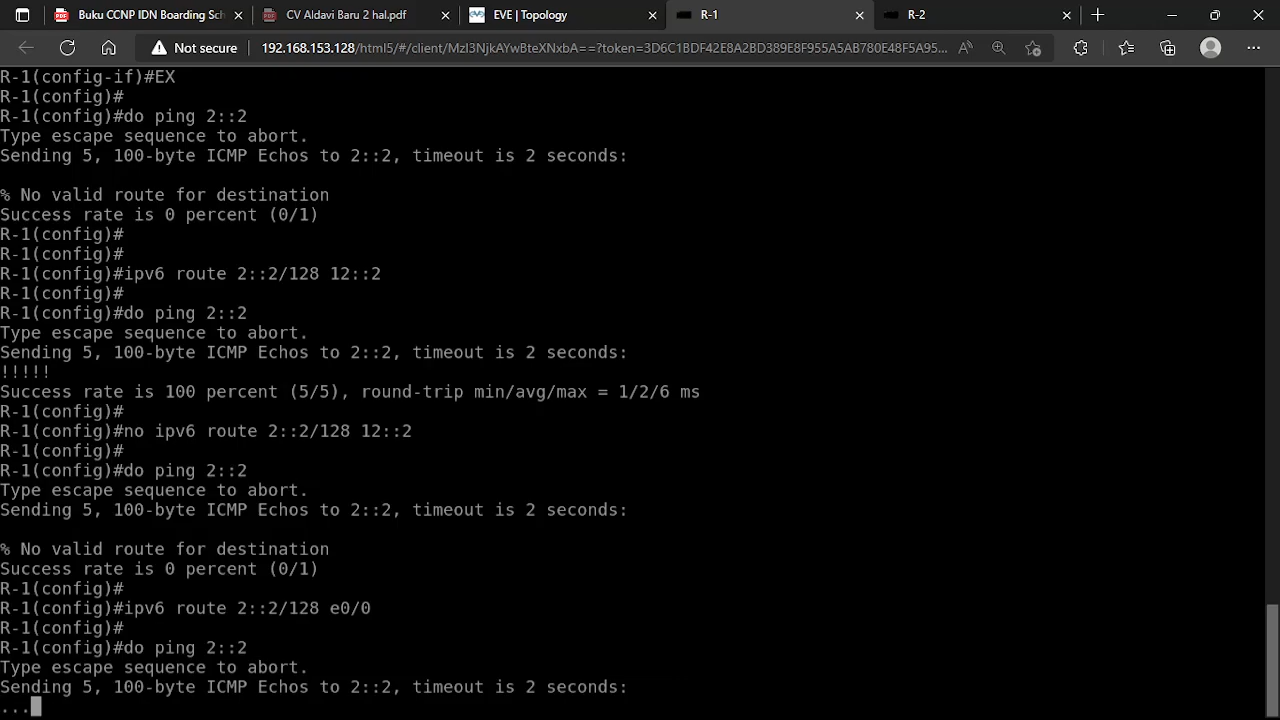 Buku CCNP IDN Boarding Sch
CV Aldavi Baru 2 hal.pdf
EVE | Topology
R-1
R-2
Not secure
192.168.153.128/html5/#/client/MzI3NjkAYwBteXNxbA==?token=3D6C1BDF42E8A2BD389E8F955A5AB780E48F5A95...
R-1(config-if)#EX
R-1(config)#
R-1(config)#do ping 2::2
Type escape sequence to abort.
Sending 5, 100-byte ICMP Echos to 2::2, timeout is 2 seconds:
% No valid route for destination
Success rate is 0 percent (0/1)
R-1(config)#
R-1(config)#
R-1(config)#ipv6 route 2::2/128 12::2
R-1(config)#
R-1(config)#do ping 2::2
Type escape sequence to abort.
Sending 5, 100-byte ICMP Echos to 2::2, timeout is 2 seconds:
!!!!!
Success rate is 100 percent (5/5), round-trip min/avg/max = 1/2/6 ms
R-1(config)#
R-1(config)#no ipv6 route 2::2/128 12::2
R-1(config)#
R-1(config)#do ping 2::2
Type escape sequence to abort.
Sending 5, 100-byte ICMP Echos to 2::2, timeout is 2 seconds:
% No valid route for destination
Success rate is 0 percent (0/1)
R-1(config)#
R-1(config)#ipv6 route 2::2/128 e0/0
R-1(config)#
R-1(config)#do ping 2::2
Type escape sequence to abort.
Sending 5, 100-byte ICMP Echos to 2::2, timeout is 2 seconds:
...